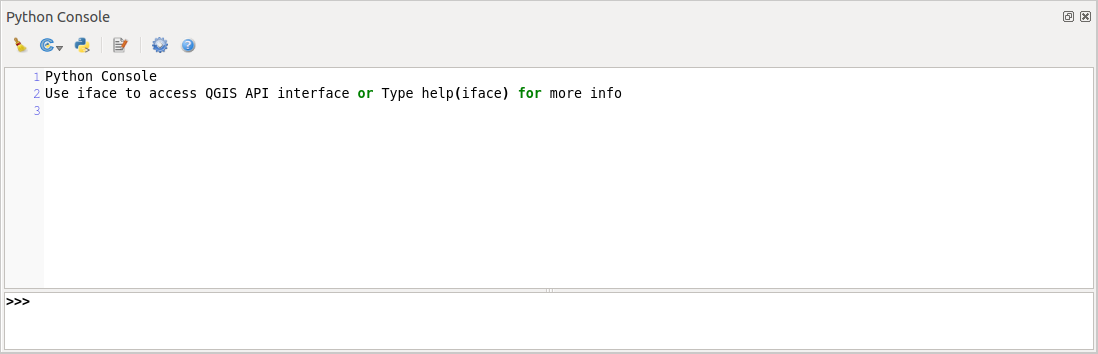 Python Console
1 Python Console
2 Use iface to access QGIS API interface or Type help(iface) for more info
3
>>>